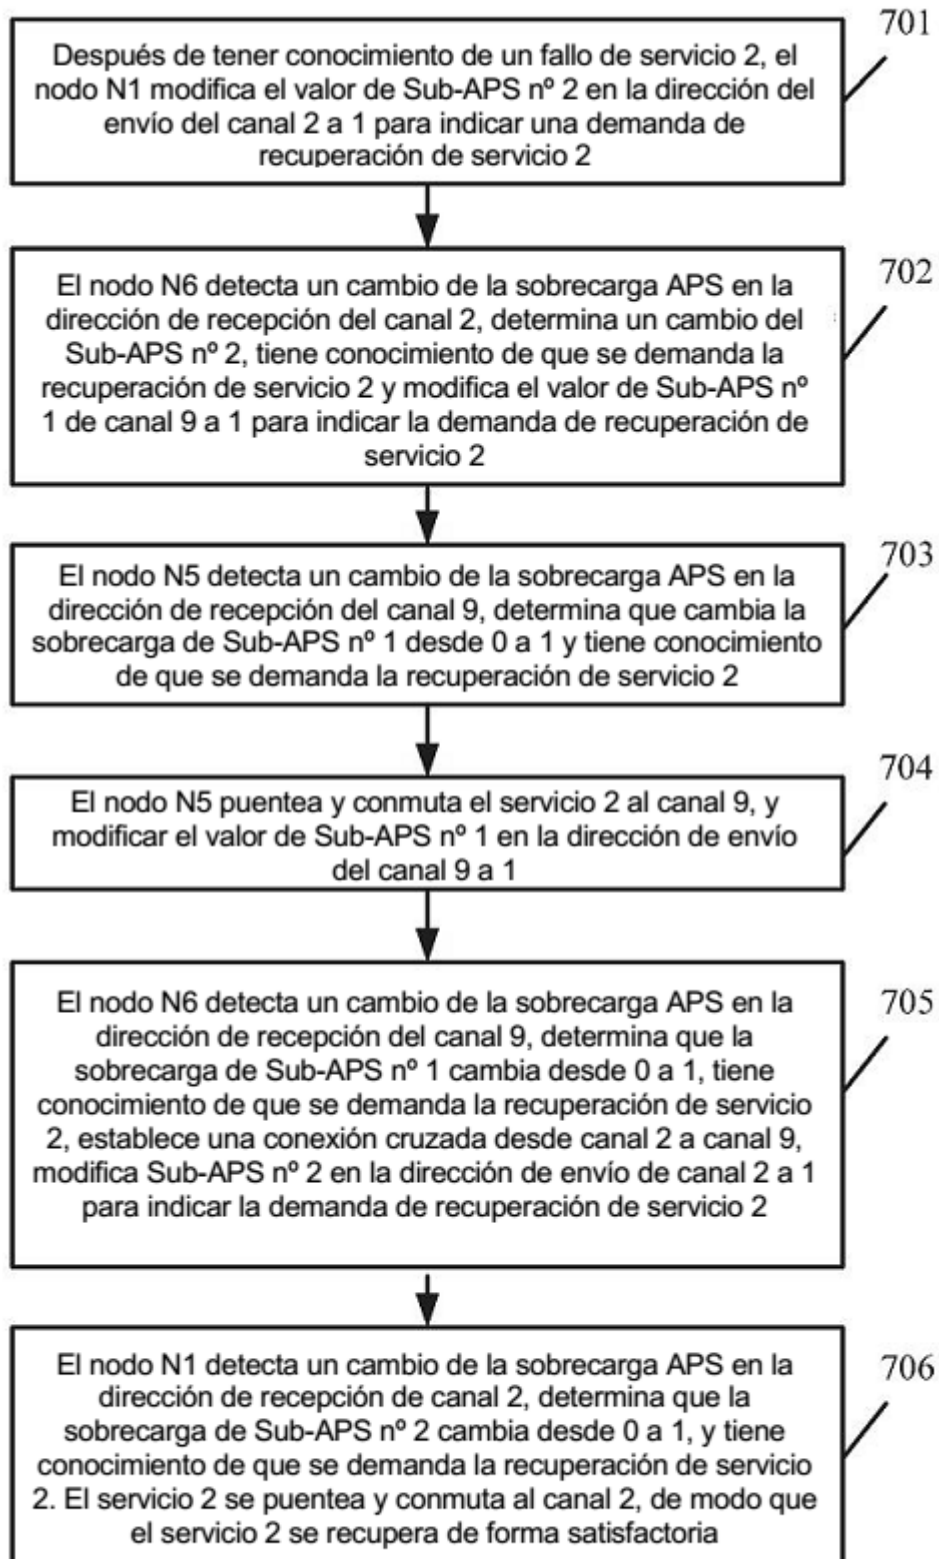 701
Después de tener conocimiento de un fallo de servicio 2, el
nodo N1 modifica el valor de Sub-APS nº 2 en la dirección del
envío del canal 2 a 1 para indicar una demanda de
recuperación de servicio 2
702
El nodo N6 detecta un cambio de la sobrecarga APS en la
dirección de recepción del canal 2, determina un cambio del
Sub-APS nº 2, tiene conocimiento de que se demanda la
recuperación de servicio 2 y modifica el valor de Sub-APS nº
1 de canal 9 a 1 para indicar la demanda de recuperación de
servicio 2
703
El nodo N5 detecta un cambio de la sobrecarga APS en la
dirección de recepción del canal 9, determina que cambia la
sobrecarga de Sub-APS nº 1 desde 0 a 1 y tiene conocimiento
de que se demanda la recuperación de servicio 2
704
El nodo N5 puentea y conmuta el servicio 2 al canal 9, y
modificar el valor de Sub-APS nº 1 en la dirección de envío
del canal 9 a 1
705
El nodo N6 detecta un cambio de la sobrecarga APS en la
dirección de recepción del canal 9, determina que la
sobrecarga de Sub-APS nº 1 cambia desde 0 a 1, tiene
conocimiento de que se demanda la recuperación de servicio
2, establece una conexión cruzada desde canal 2 a canal 9,
modifica Sub-APS nº 2 en la dirección de envío de canal 2 a 1
para indicar la demanda de recuperación de servicio 2
706
El nodo N1 detecta un cambio de la sobrecarga APS en la
dirección de recepción de canal 2, determina que la
sobrecarga de Sub-APS nº 2 cambia desde 0 a 1, y tiene
conocimiento de que se demanda la recuperación de servicio
2. El servicio 2 se puentea y conmuta al canal 2, de modo que
el servicio 2 se recupera de forma satisfactoria